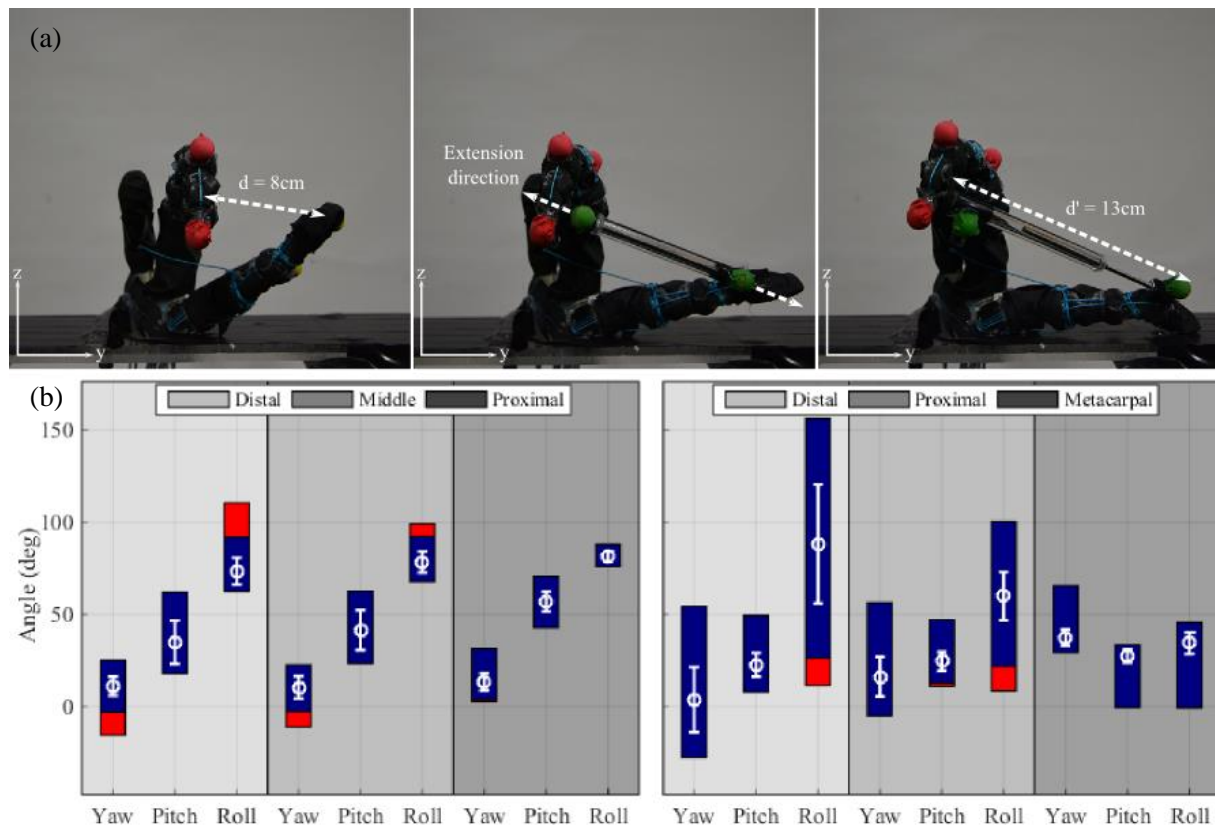 (a)
d = 8cm
z
y
Extension
direction
z
y
d' = 13cm
z
y
(b)
Distal Middle Proximal
Angle (deg)
150
100
50
0
Yaw Pitch Roll Yaw Pitch Roll Yaw Pitch Roll
Distal Proximal Metacarpal
Yaw Pitch Roll Yaw Pitch Roll Yaw Pitch Roll